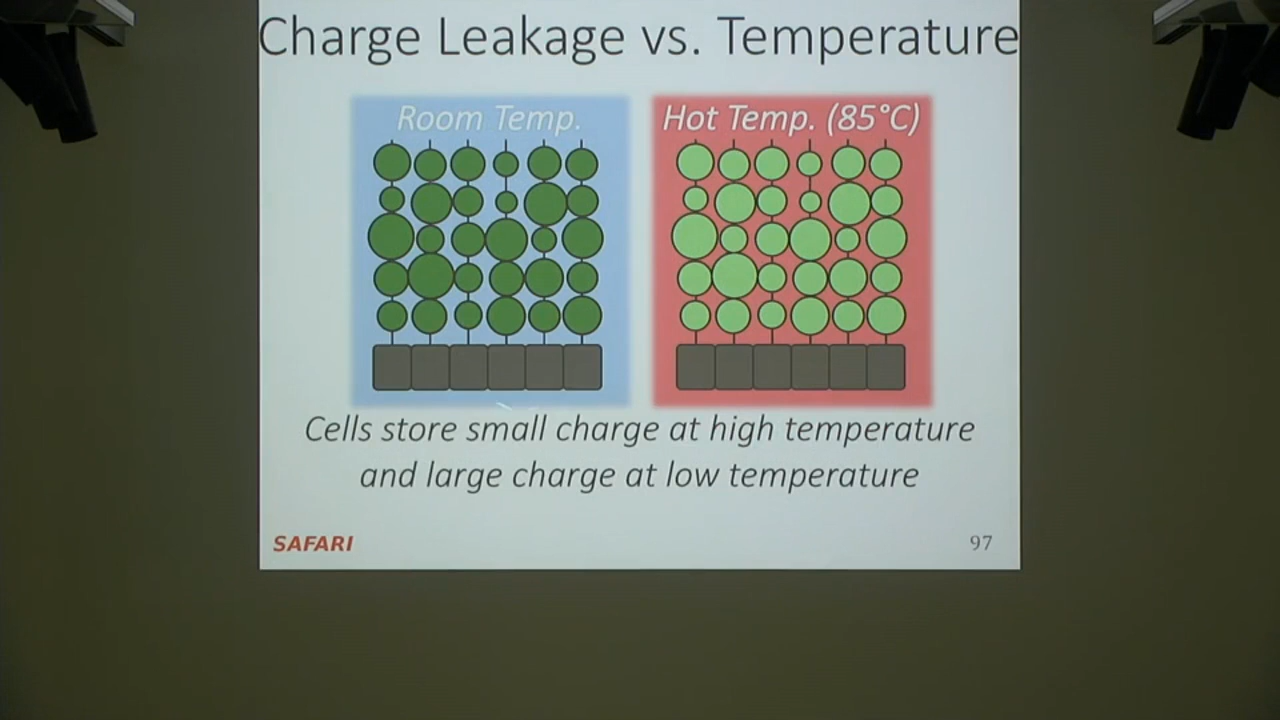 Charge Leakage vs. Temperature
Room Temp.
Hot Temp. (85°C)
Cells store small charge at high temperature
and large charge at low temperature
SAFARI
97